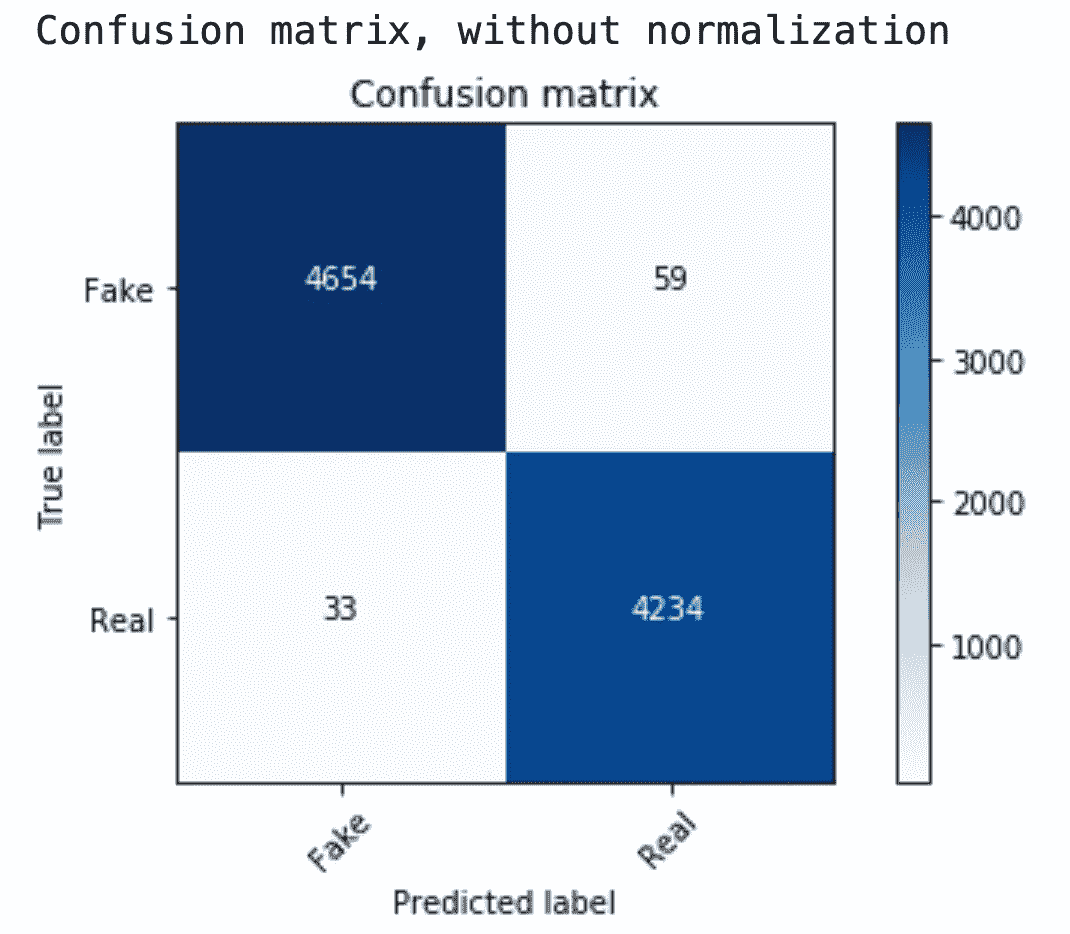 Confusion matrix, without normalization
Confusion matrix
4654 59
Fake
33 4234
Real
True label
Fake Real
Predicted label
4000
3000
2000
1000